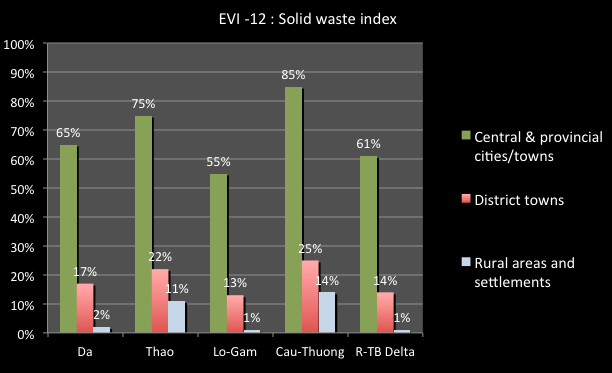 EVI -12 : Solid waste index
100%
90%
80%
70%
60%
50%
40%
30%
20%
10%
0%
65%
17%
2%
75%
22%
11%
55%
13%
1%
85%
25%
14%
61%
14%
1%
Da
Thao
Lo-Gam
Cau-Thuong
R-TB Delta
Central & provincial
cities/towns
District towns
Rural areas and
settlements